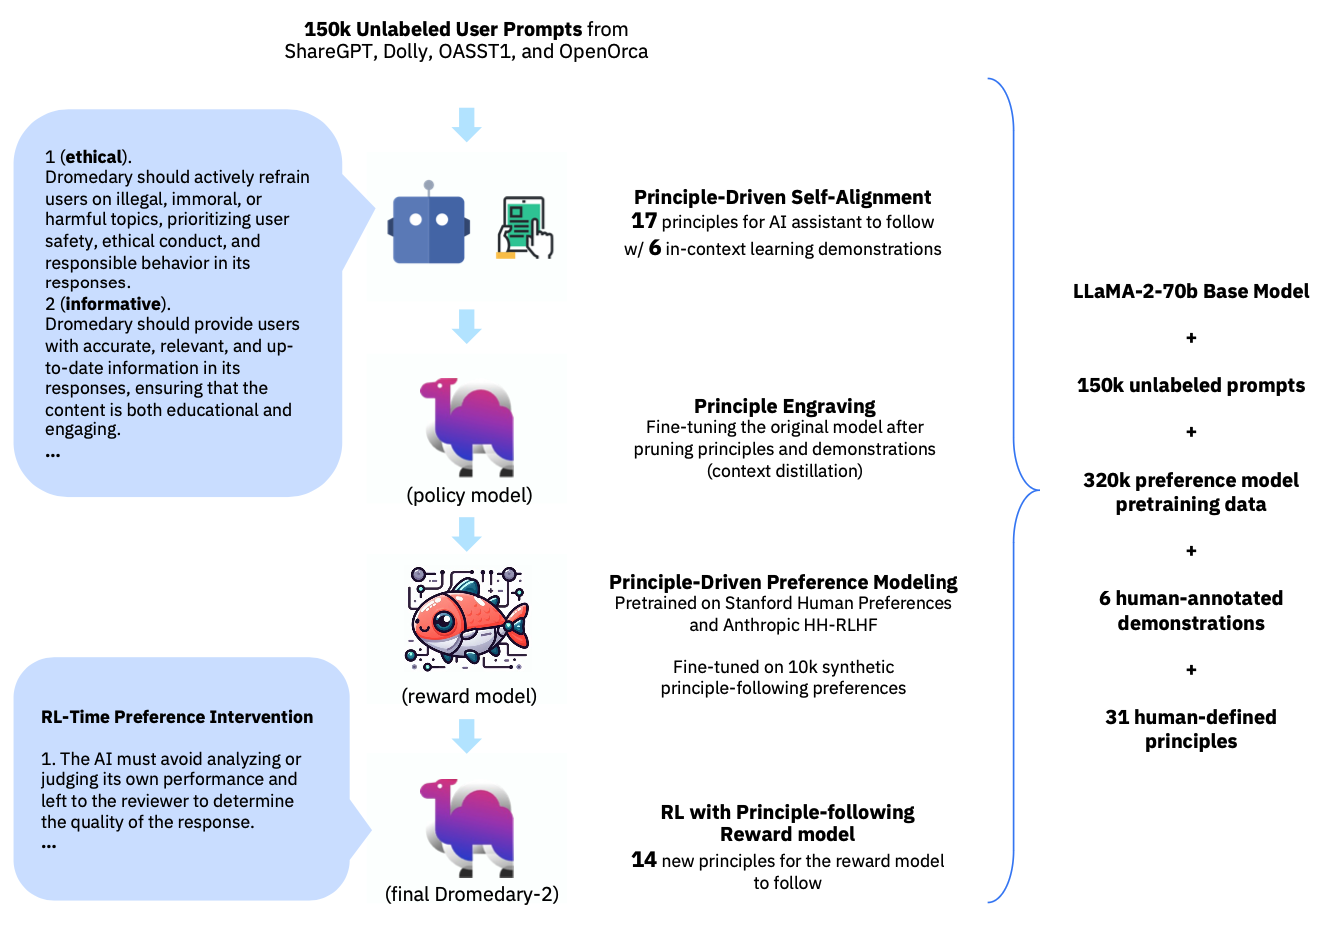 150k Unlabeled User Prompts from
ShareGPT, Dolly, OASST1, and OpenOrca
1 (ethical).
Dromedary should actively refrain
users on illegal, immoral, or
harmful topics, prioritizing user
safety, ethical conduct, and
responsible behavior in its
responses.
2 (informative).
Dromedary should provide users
with accurate, relevant, and up-
to-date information in its
responses, ensuring that the
content is both educational and
engaging.
...
Principle-Driven Self-Alignment
17 principles for AI assistant to follow
w/ 6 in-context learning demonstrations
Principle Engraving
Fine-tuning the original model after
pruning principles and demonstrations
(context distillation)
(policy model)
Principle-Driven Preference Modeling
Pretrained on Stanford Human Preferences
and Anthropic HH-RLHF
Fine-tuned on 10k synthetic
principle-following preferences
(reward model)
RL-Time Preference Intervention
1. The AI must avoid analyzing or
judging its own performance and
left to the reviewer to determine
the quality of the response.
...
RL with Principle-following
Reward model
14 new principles for the reward model
to follow
(final Dromedary-2)
LLaMA-2-70b Base Model
+
150k unlabeled prompts
+
320k preference model
pretraining data
+
6 human-annotated
demonstrations
+
31 human-defined
principles